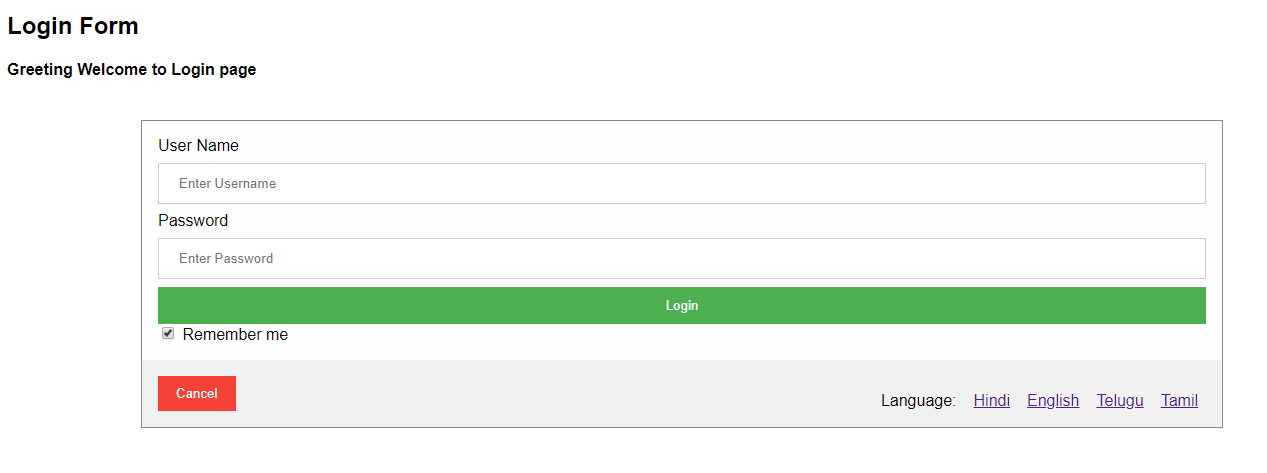 Login Form
Greeting Welcome to Login page
User Name
Enter Username
Password
Enter Password
Login
Remember me
Cancel
Language: Hindi English Telugu Tamil